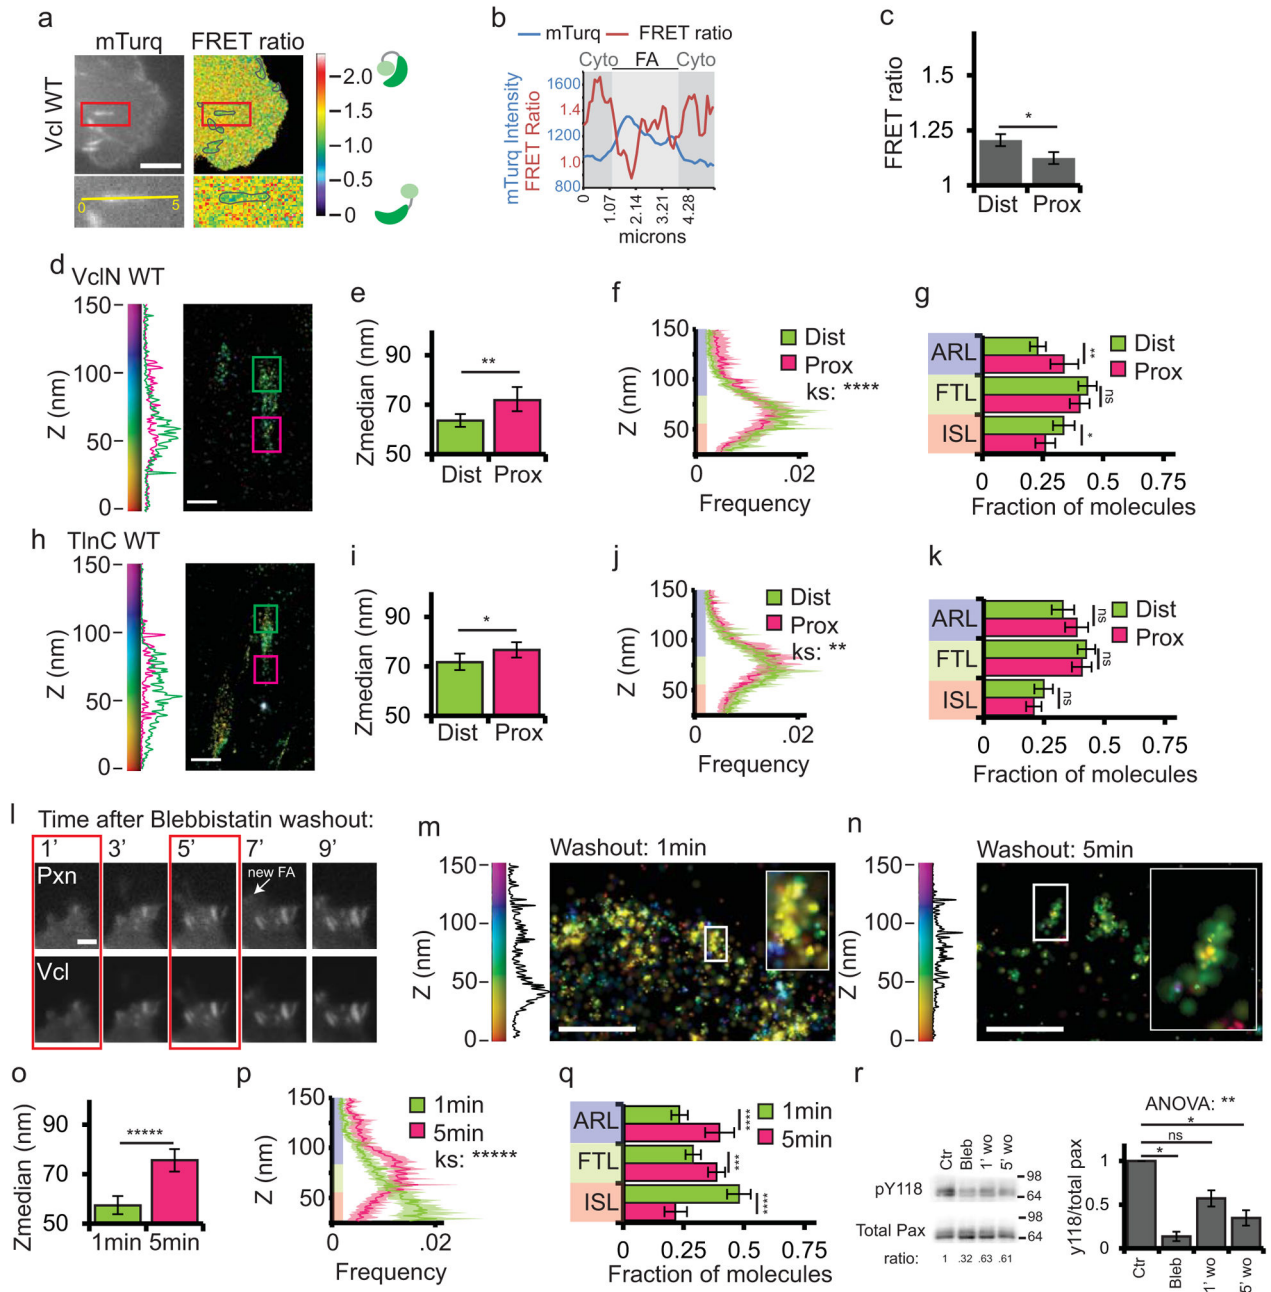 a
mTurq FRET ratio
Vcl WT
2.0
1.5
1.0
0.5
0
0 5
b
mTurq FRET ratio
Cyto FA Cyto
mTurq Intensity
FRET Ratio
1600
1.4
1200
1.0
800
0 1.07 2.14 3.21 4.28
microns
c
FRET ratio
1.5
1.25
1
*
Dist Prox
d VclN WT
Z (nm)
150
100
50
0
e
Zmedian (nm)
90
70
50
**
Dist Prox
f
Z (nm)
150
100
50
Dist
Prox
ks: ****
0 .02
Frequency
g
ARL
FTL
ISL
Dist
Prox
**
ns
*
0 0.25 0.5 0.75
Fraction of molecules
h TlnC WT
Z (nm)
150
100
50
0
i
Zmedian (nm)
90
70
50
*
Dist Prox
j
Z (nm)
150
100
50
Dist
Prox
ks: **
0 .02
Frequency
k
ARL
FTL
ISL
Dist
Prox
ns
ns
ns
0 0.25 0.5 0.75
Fraction of molecules
l Time after Blebbistatin washout:
1' 3' 5' 7' 9'
Pxn
new FA
Vcl
m
Washout: 1min
Z (nm)
150
100
50
0
n
Washout: 5min
Z (nm)
150
100
50
0
o
Zmedian (nm)
90
70
50
*****
1min 5min
p
Z (nm)
150
100
50
1min
5min
ks: *****
0 .02
Frequency
q
ARL
FTL
ISL
1min
5min
****
***
****
0 0.25 0.5 0.75
Fraction of molecules
r
Ctr Bleb 1' wo 5' wo
pY118
98
64
Total Pax
98
64
ratio: 1 .32 .63 .61
ANOVA: **
*
ns
*
y118/total pax
1
0.5
0
Ctr Bleb 1' wo 5' wo